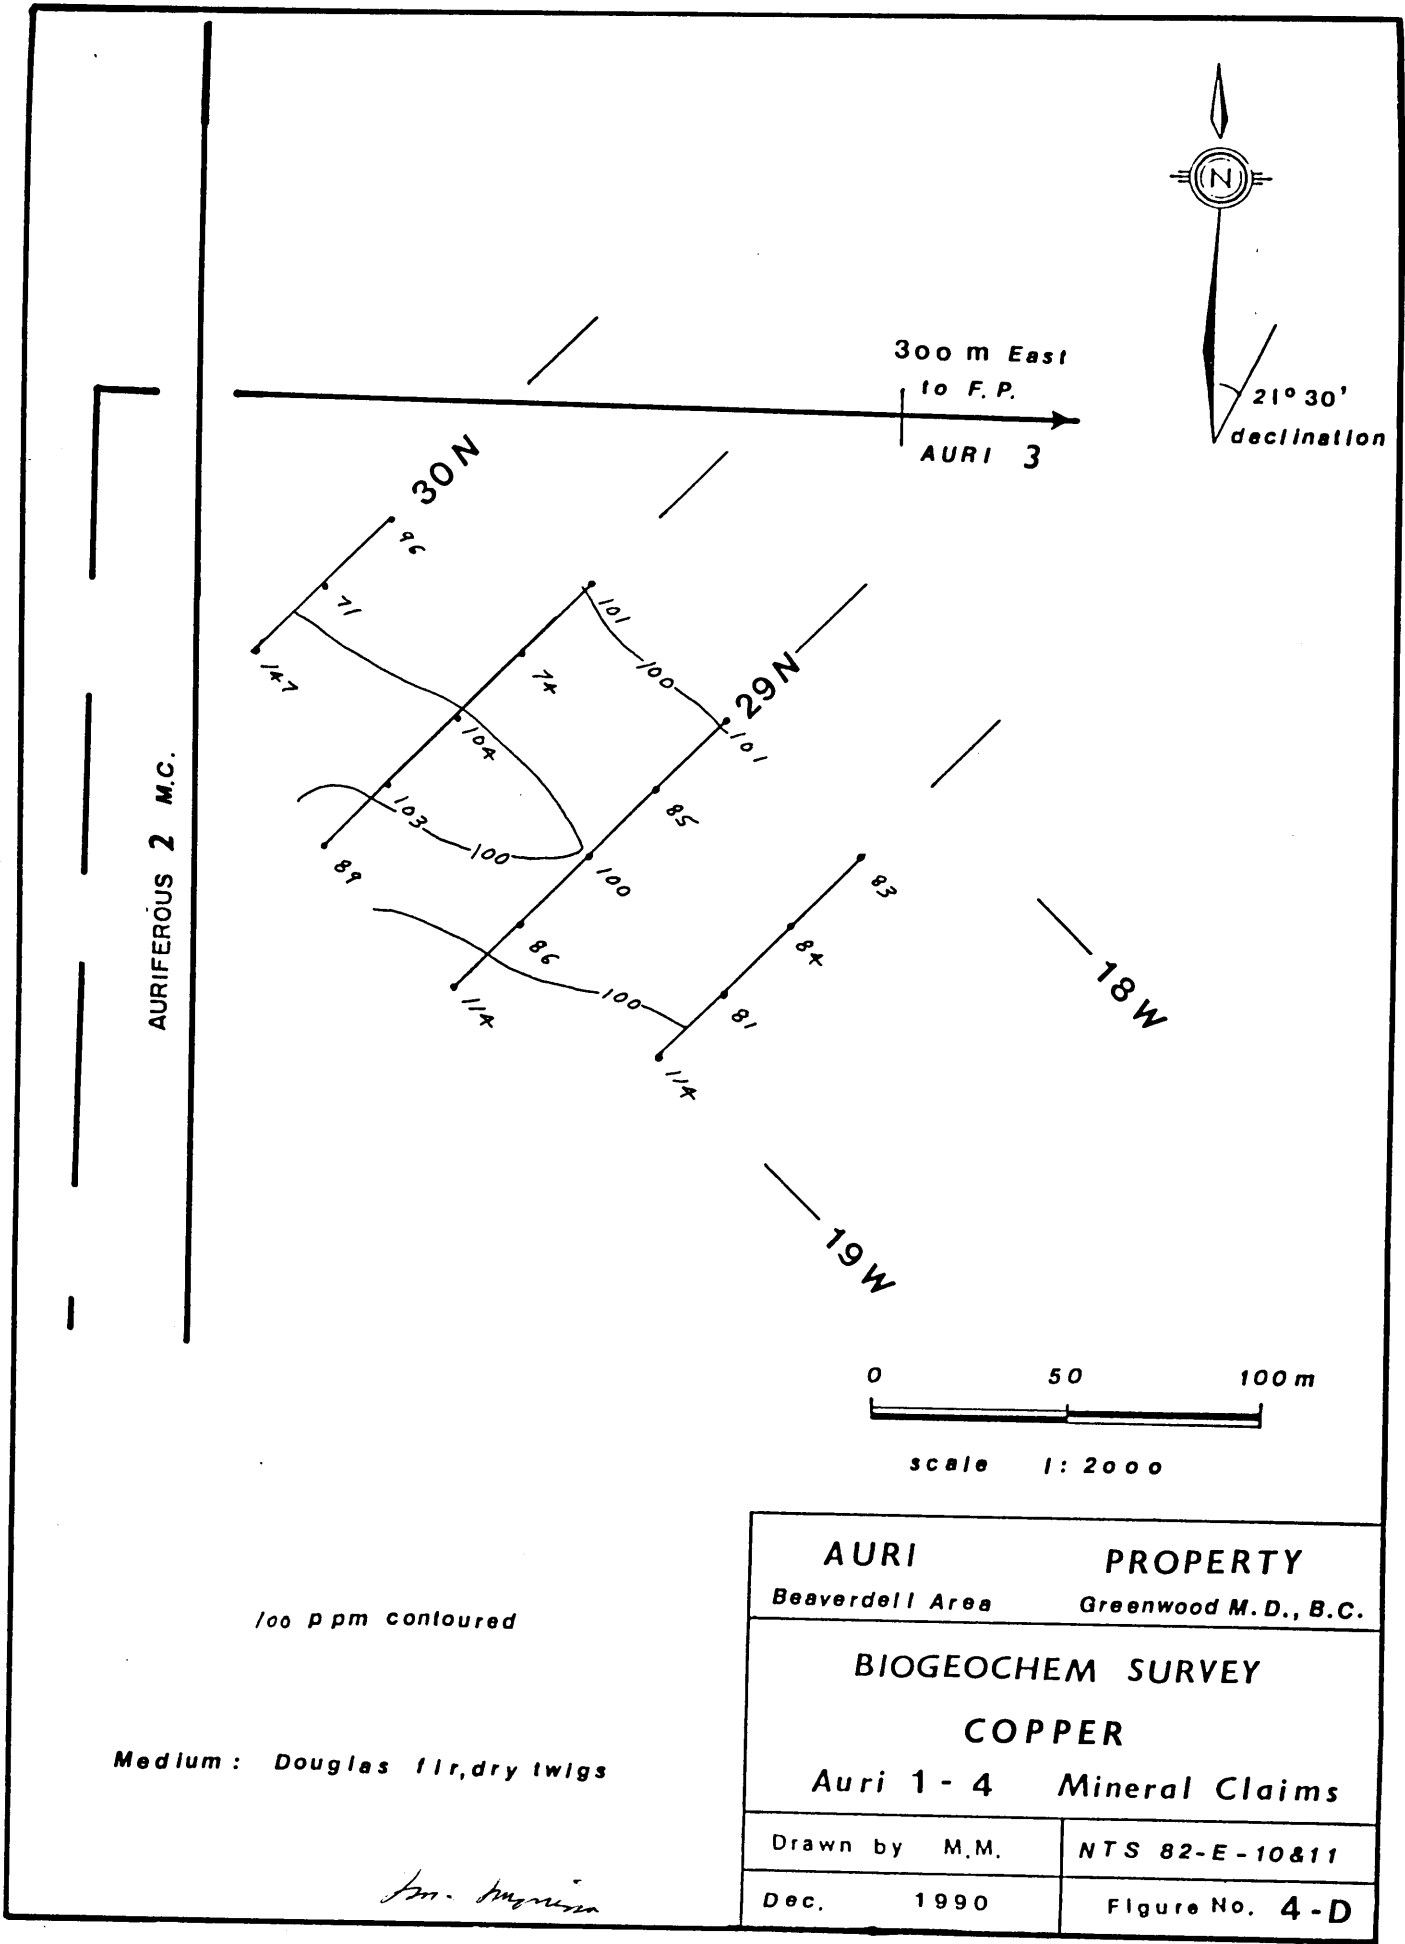 N
300 m East
to F.P.
21° 30'
declination
AURI 3
30N
96
71
147
101
74
104
103
89
100
29N
101
85
100
86
114
100
83
84
81
114
100
18W
19W
AURIFEROUS 2 M.C.
0 50 100m
scale 1:2000
100 ppm contoured
Medium: Douglas fir, dry twigs
AURI PROPERTY
Beaverdell Area Greenwood M.D., B.C.
BIOGEOCHEM SURVEY
COPPER
Auri 1-4 Mineral Claims
Drawn by M.M. NTS 82-E-10&11
Dec. 1990 Figure No. 4-D